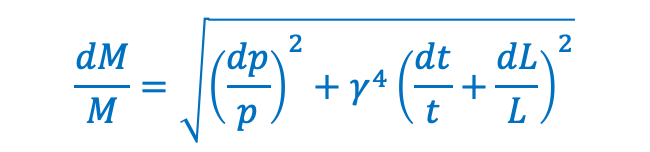 dM/M = √((dp/p)² + γ⁴ (dt/t + dL/L)²)